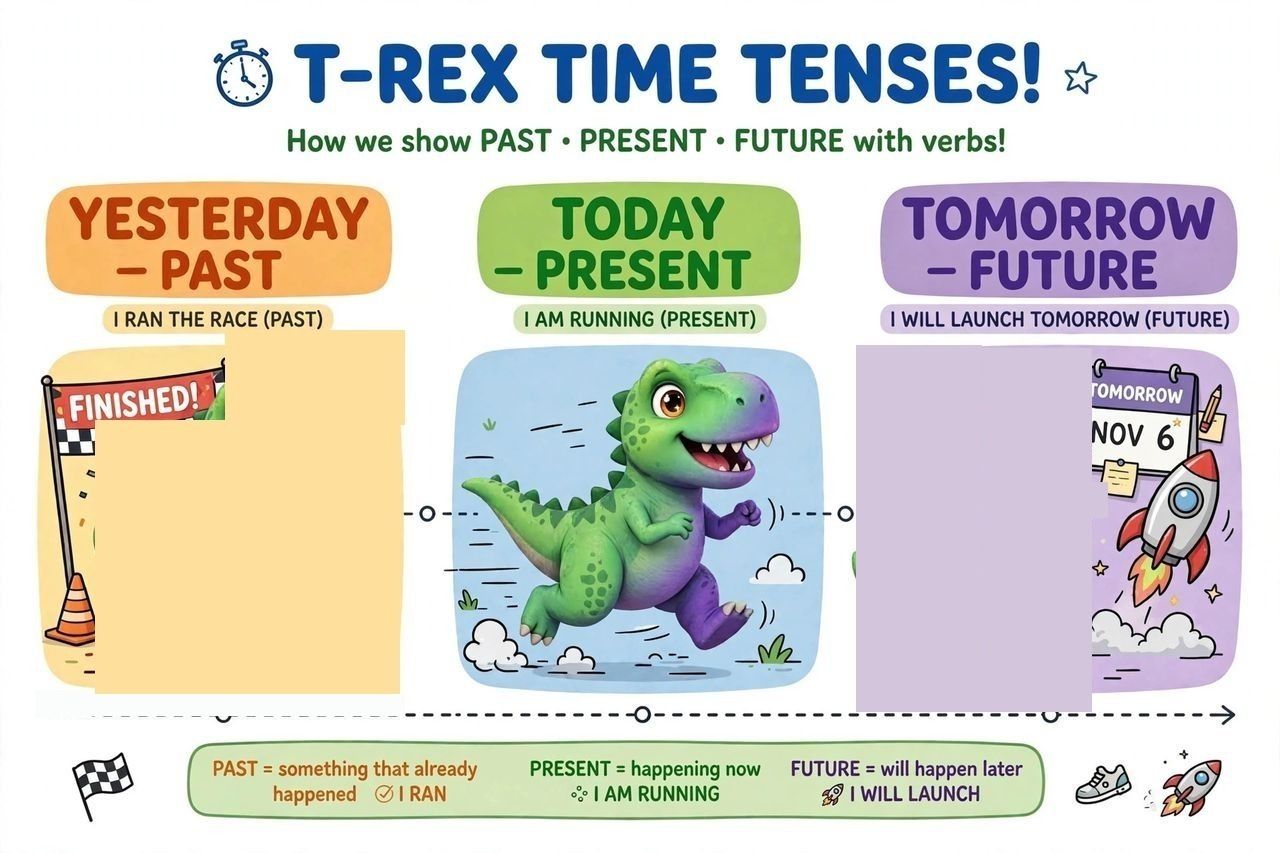 T-REX TIME TENSES!
How we show PAST • PRESENT • FUTURE with verbs!
YESTERDAY
– PAST
I RAN THE RACE (PAST)
TODAY
– PRESENT
I AM RUNNING (PRESENT)
TOMORROW
– FUTURE
I WILL LAUNCH TOMORROW (FUTURE)
FINISHED!
TOMORROW
NOV 6
PAST = something that already
happened I RAN
PRESENT = happening now
I AM RUNNING
FUTURE = will happen later
I WILL LAUNCH